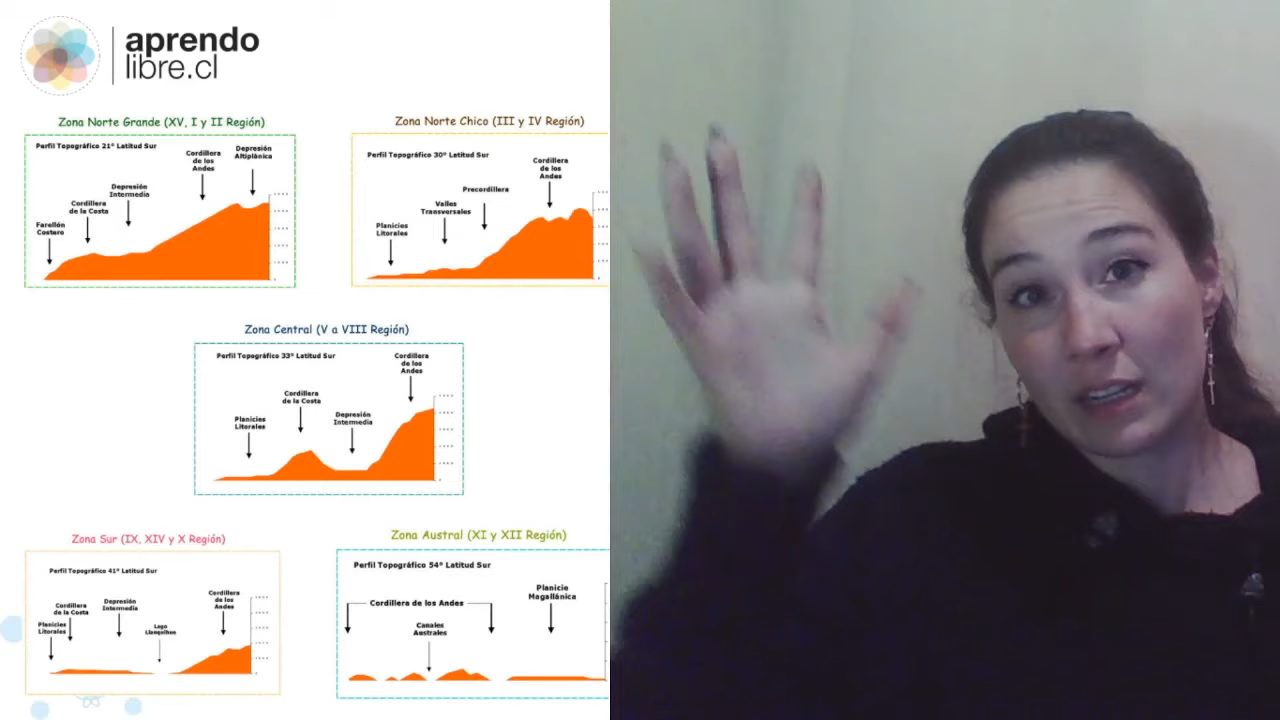 aprendo
libre.cl
Zona Norte Grande (XV, I y II Región)
Perfil Topográfico 21º Latitud Sur
Farellón
Costero
Cordillera
de la Costa
Depresión
Intermedia
Cordillera
de los
Andes
Depresión
Altiplánica
Zona Norte Chico (III y IV Región)
Perfil Topográfico 30º Latitud Sur
Planicies
Litorales
Valles
Transversales
Precordillera
Cordillera
de los
Andes
Zona Central (V a VIII Región)
Perfil Topográfico 33º Latitud Sur
Planicies
Litorales
Cordillera
de la Costa
Depresión
Intermedia
Cordillera
de los
Andes
Zona Sur (IX, XIV y X Región)
Perfil Topográfico 41º Latitud Sur
Planicies
Litorales
Cordillera
de la Costa
Depresión
Intermedia
Lago
Llanquihue
Cordillera
de los
Andes
Zona Austral (XI y XII Región)
Perfil Topográfico 54º Latitud Sur
Cordillera de los Andes
Canales
Australes
Planicie
Magallánica